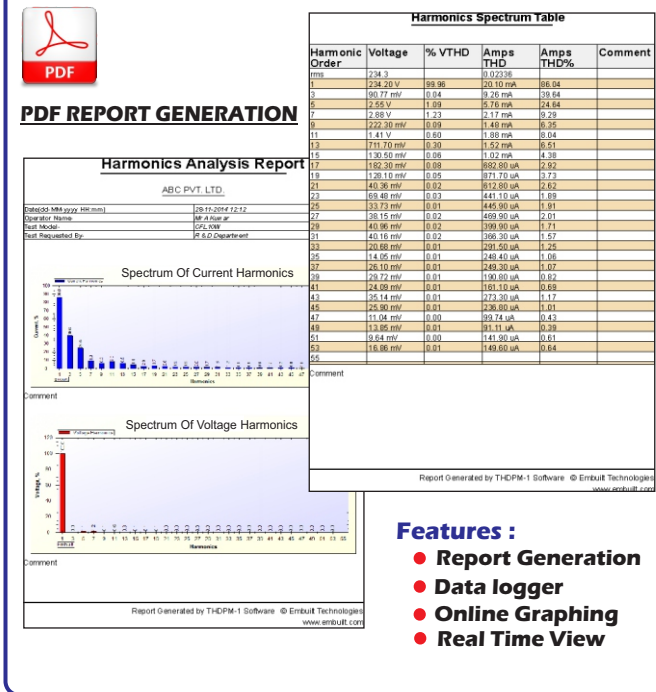 PDF
PDF REPORT GENERATION
Harmonics Analysis Report
ABC PVT. LTD.
Date(dd-MM-yyyy HH:mm) 28-11-2014 12:12
Operator Name- Mr A Kumar
Test Model- CFL 10W
Test Requested By- R & D Department
Spectrum Of Current Harmonics
Current, %
Harmonics
Comment
Spectrum Of Voltage Harmonics
Voltage Harmonics
Voltage, %
Harmonics
Comment
Report Generated by THDPM-1 Software © Embuilt Technologies
www.embuilt.com
Harmonics Spectrum Table
Harmonic Order Voltage % VTHD Amps THD Amps THD% Comment
rms 234.3 0.02336
1 234.20 V 99.96 20.10 mA 86.04
3 90.77 mV 0.04 9.26 mA 39.64
5 2.55 V 1.09 5.76 mA 24.64
7 2.88 V 1.23 2.17 mA 9.29
9 222.30 mV 0.09 1.48 mA 6.35
11 1.41 V 0.60 1.88 mA 8.04
13 711.70 mV 0.30 1.52 mA 6.51
15 130.50 mV 0.06 1.02 mA 4.38
17 182.30 mV 0.08 682.80 uA 2.92
19 128.10 mV 0.05 871.70 uA 3.73
21 40.36 mV 0.02 612.80 uA 2.62
23 69.48 mV 0.03 441.10 uA 1.89
25 33.73 mV 0.01 445.90 uA 1.91
27 38.15 mV 0.02 469.90 uA 2.01
29 40.96 mV 0.02 399.90 uA 1.71
31 40.16 mV 0.02 366.30 uA 1.57
33 20.68 mV 0.01 291.50 uA 1.25
35 14.05 mV 0.01 248.40 uA 1.06
37 26.10 mV 0.01 249.30 uA 1.07
39 29.72 mV 0.01 190.80 uA 0.82
41 24.09 mV 0.01 161.10 uA 0.69
43 35.14 mV 0.01 273.30 uA 1.17
45 25.90 mV 0.01 236.80 uA 1.01
47 11.04 mV 0.00 99.74 uA 0.43
49 13.85 mV 0.01 91.11 uA 0.39
51 9.64 mV 0.00 141.90 uA 0.61
53 16.86 mV 0.01 149.60 uA 0.64
55
Comment
Report Generated by THDPM-1 Software © Embuilt Technologies
www.embuilt.com
Features :
Report Generation
Data logger
Online Graphing
Real Time View